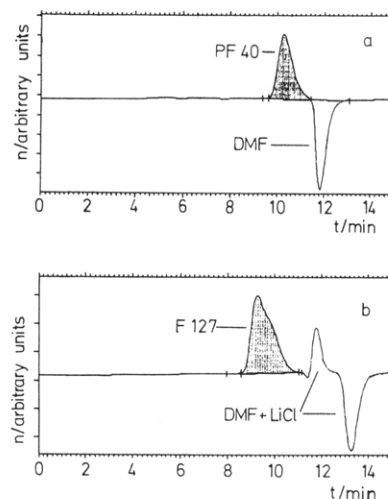 a
PF 40
DMF
n/arbitrary units
0 2 4 6 8 10 12 14
t/min
b
F 127
DMF+LiCl
n/arbitrary units
0 2 4 6 8 10 12 14
t/min